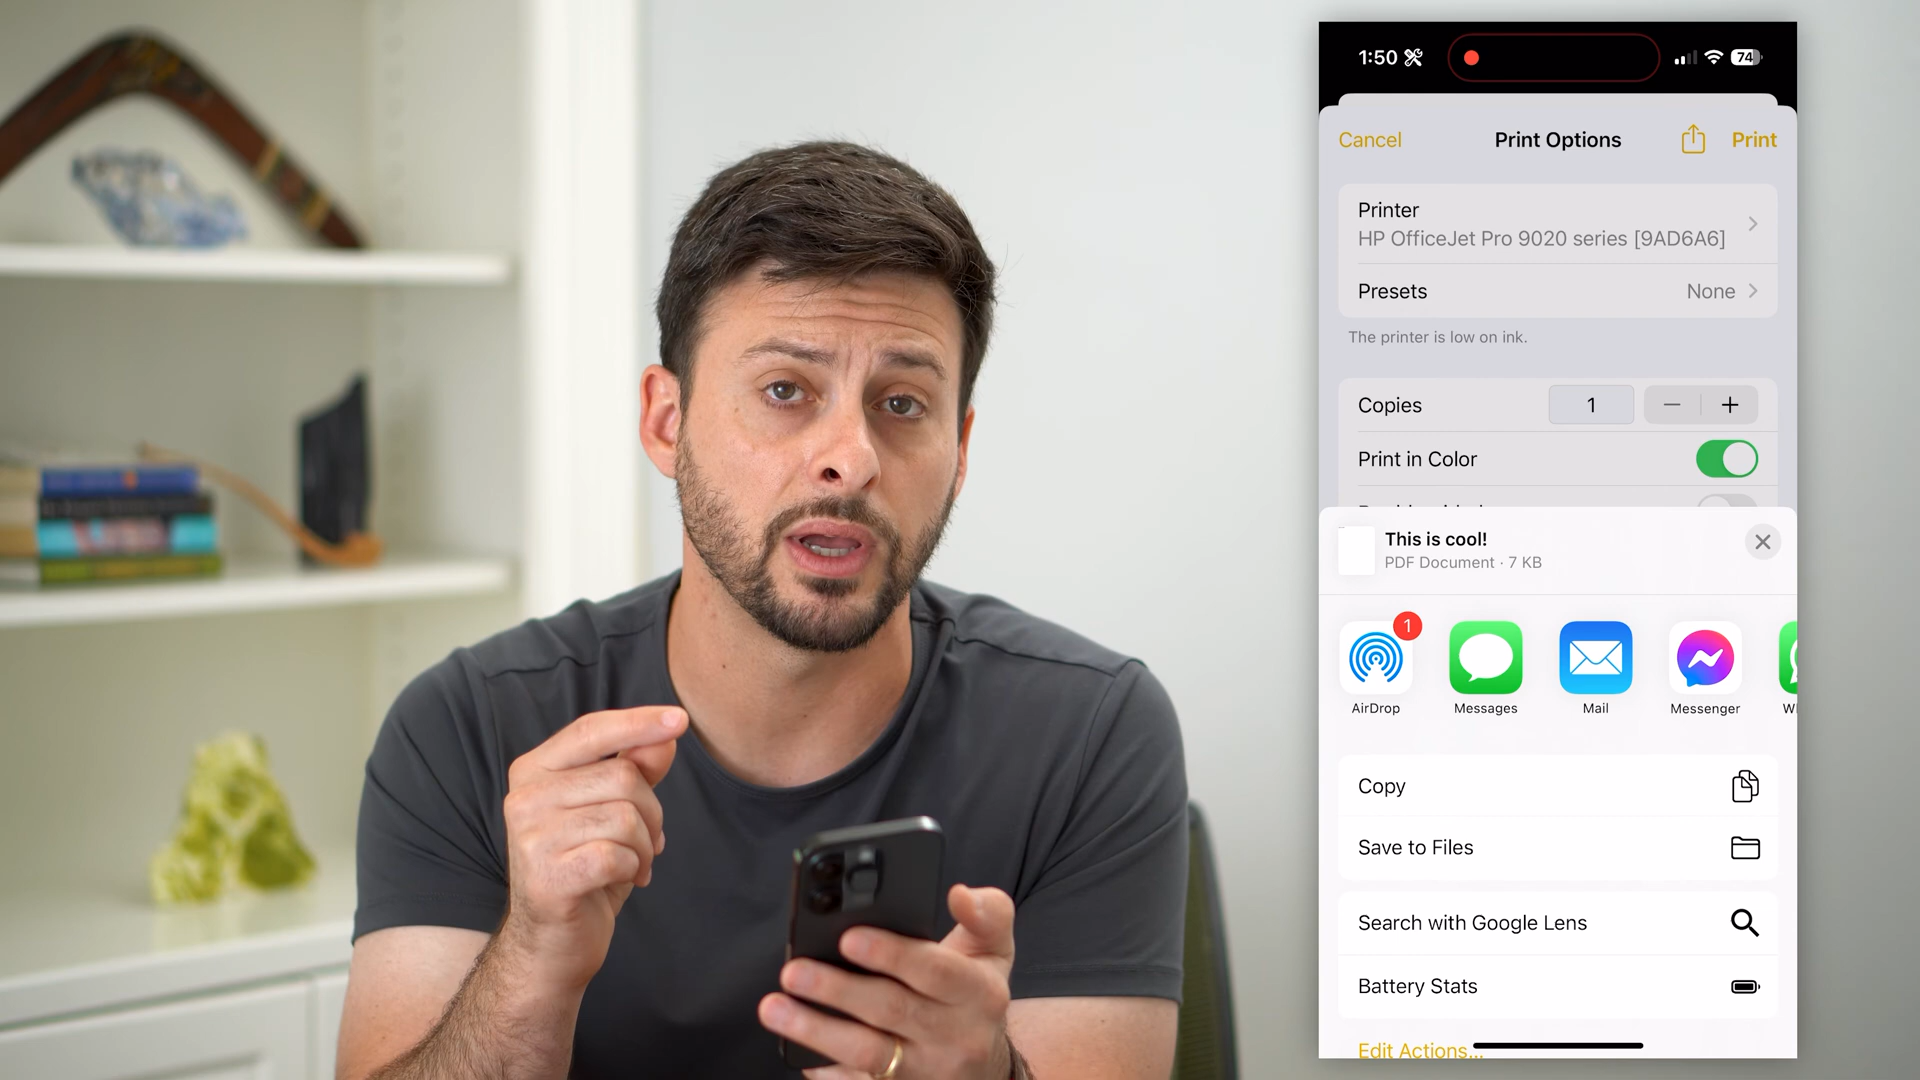 1:50
74
Cancel
Print Options
Print
Printer
HP OfficeJet Pro 9020 series [9AD6A6]
Presets
None
The printer is low on ink.
Copies
1
Print in Color
This is cool!
PDF Document · 7 KB
1
AirDrop
Messages
Mail
Messenger
Copy
Save to Files
Search with Google Lens
Battery Stats
Edit Actions...